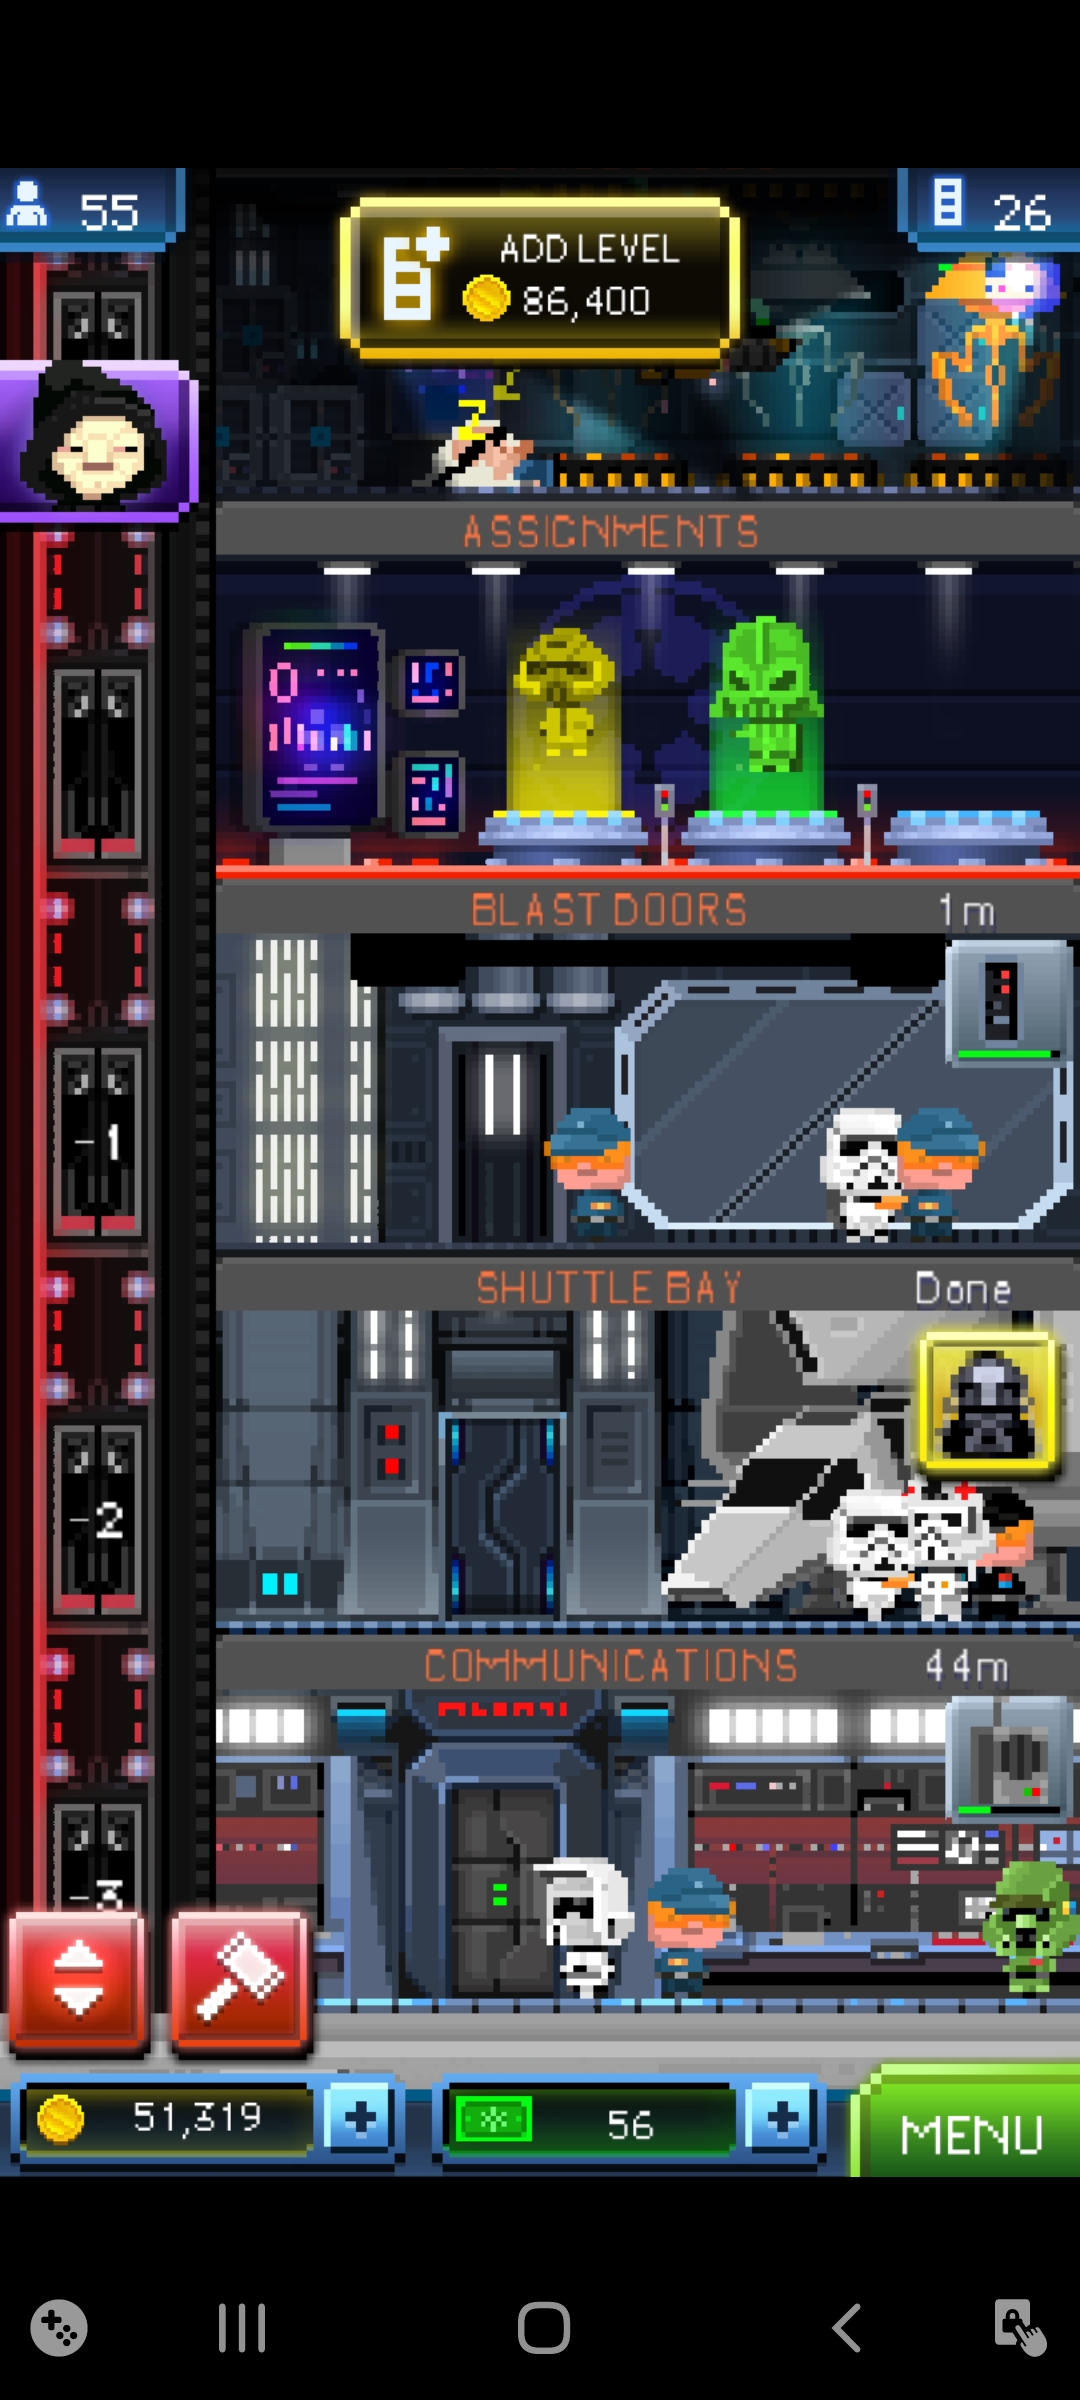 55
ADD LEVEL
86,400
26
ASSIGNMENTS
BLAST DOORS 1m
-1
SHUTTLE BAY Done
-2
COMMUNICATIONS 44m
-3
51,319
56
MENU